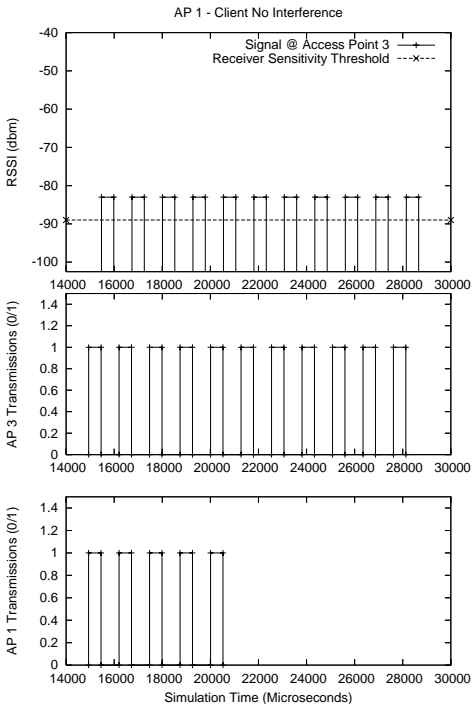 AP 1 - Client No Interference
-40
-50
-60
-70
-80
-90
-100
RSSI (dbm)
Signal @ Access Point 3
Receiver Sensitivity Threshold
14000 16000 18000 20000 22000 24000 26000 28000 30000
1.4
1.2
1
0.8
0.6
0.4
0.2
0
AP 3 Transmissions (0/1)
14000 16000 18000 20000 22000 24000 26000 28000 30000
1.4
1.2
1
0.8
0.6
0.4
0.2
0
AP 1 Transmissions (0/1)
14000 16000 18000 20000 22000 24000 26000 28000 30000
Simulation Time (Microseconds)